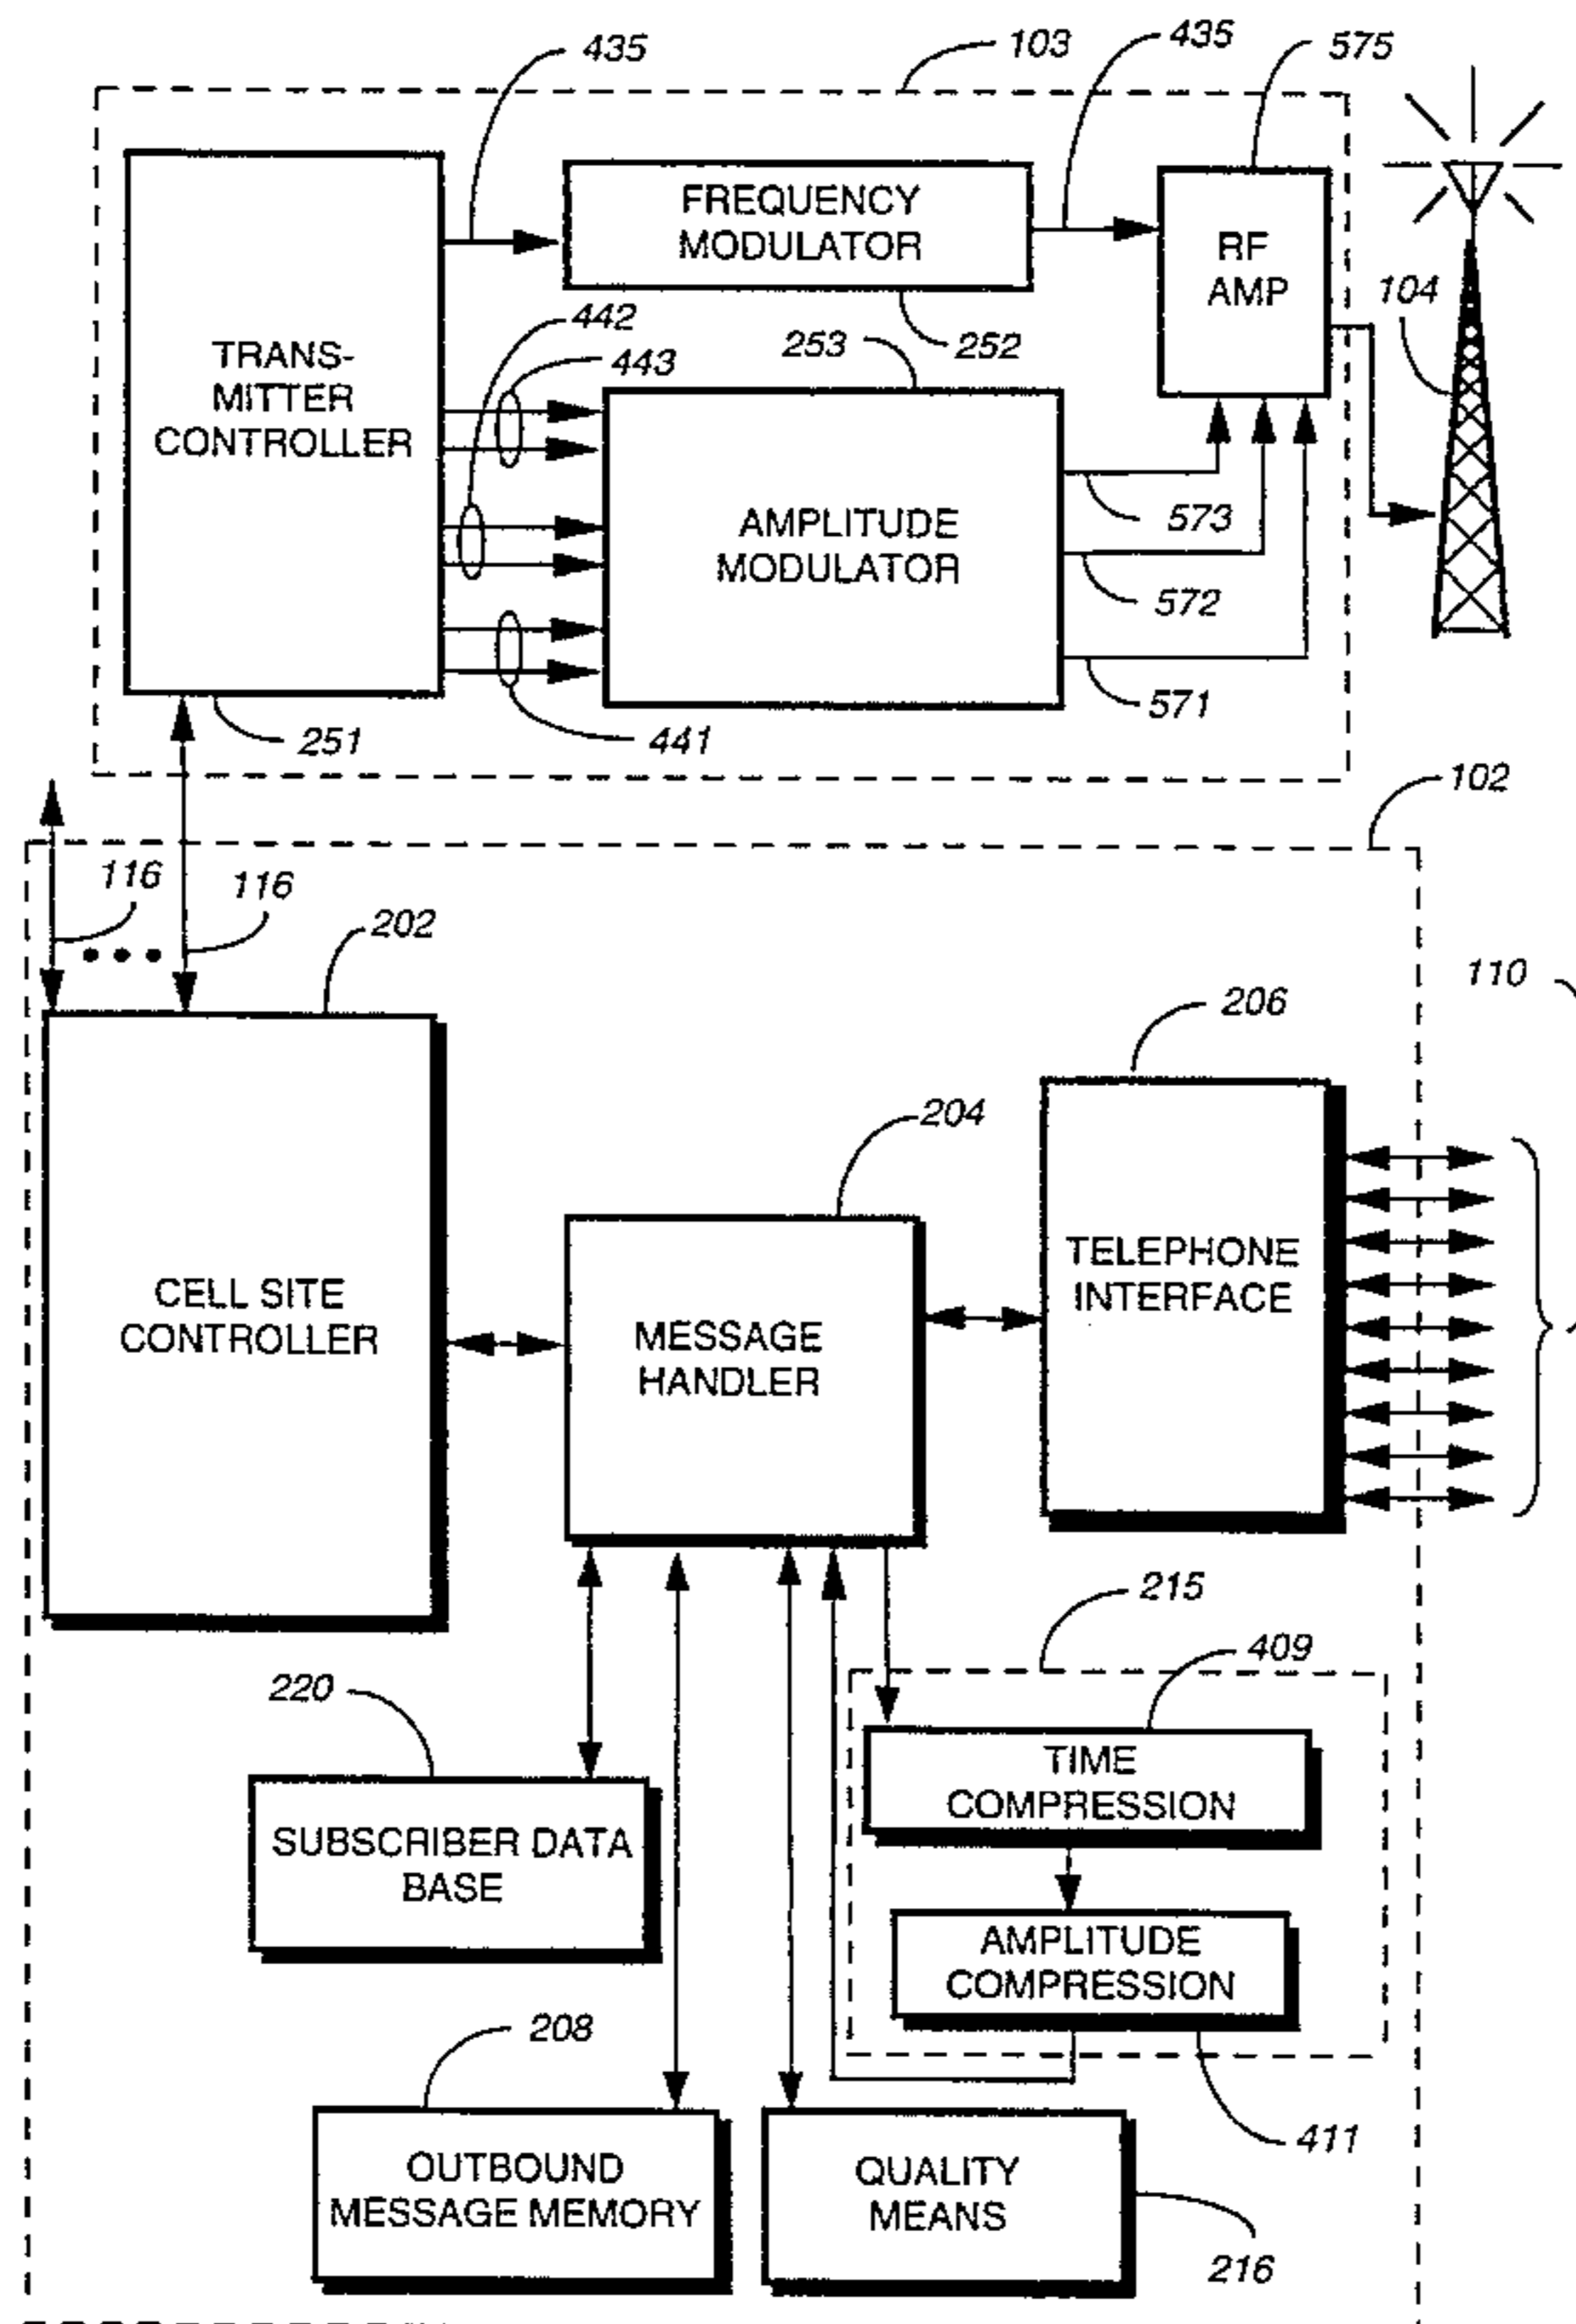 435
103
435
575
TRANS-
MITTER
CONTROLLER
FREQUENCY
MODULATOR
RF
AMP
104
442
443
253
252
AMPLITUDE
MODULATOR
573
572
571
251
441
102
116
116
202
110
206
204
CELL SITE
CONTROLLER
MESSAGE
HANDLER
TELEPHONE
INTERFACE
215
409
220
TIME
COMPRESSION
SUBSCRIBER DATA
BASE
AMPLITUDE
COMPRESSION
208
411
OUTBOUND
MESSAGE MEMORY
QUALITY
MEANS
216